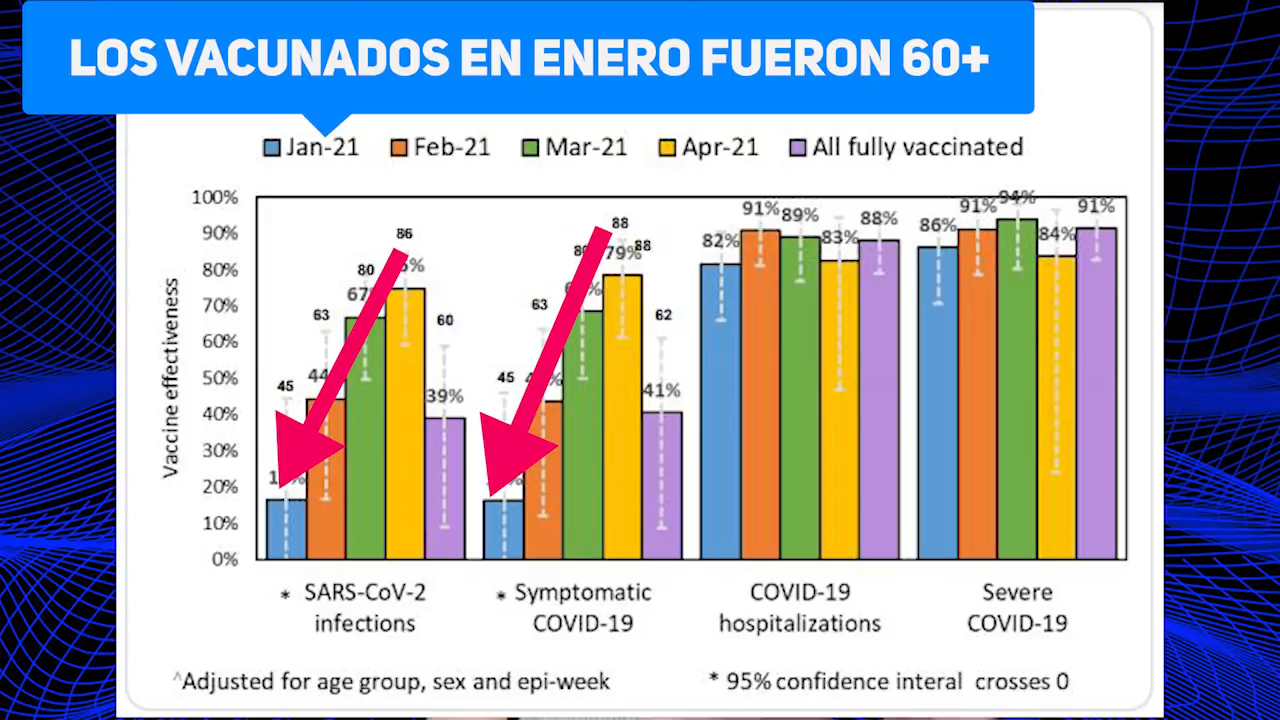 LOS VACUNADOS EN ENERO FUERON 60+
Jan-21 Feb-21 Mar-21 Apr-21 All fully vaccinated
Vaccine effectiveness
100%
90%
80%
70%
60%
50%
40%
30%
20%
10%
0%
45 63 80 86 60
44 67 39%
45 63 88 88 62
79% 41%
82% 91% 89% 83% 88%
86% 91% 94% 84% 91%
* SARS-CoV-2
infections
* Symptomatic
COVID-19
COVID-19
hospitalizations
Severe
COVID-19
^Adjusted for age group, sex and epi-week
* 95% confidence interal crosses 0